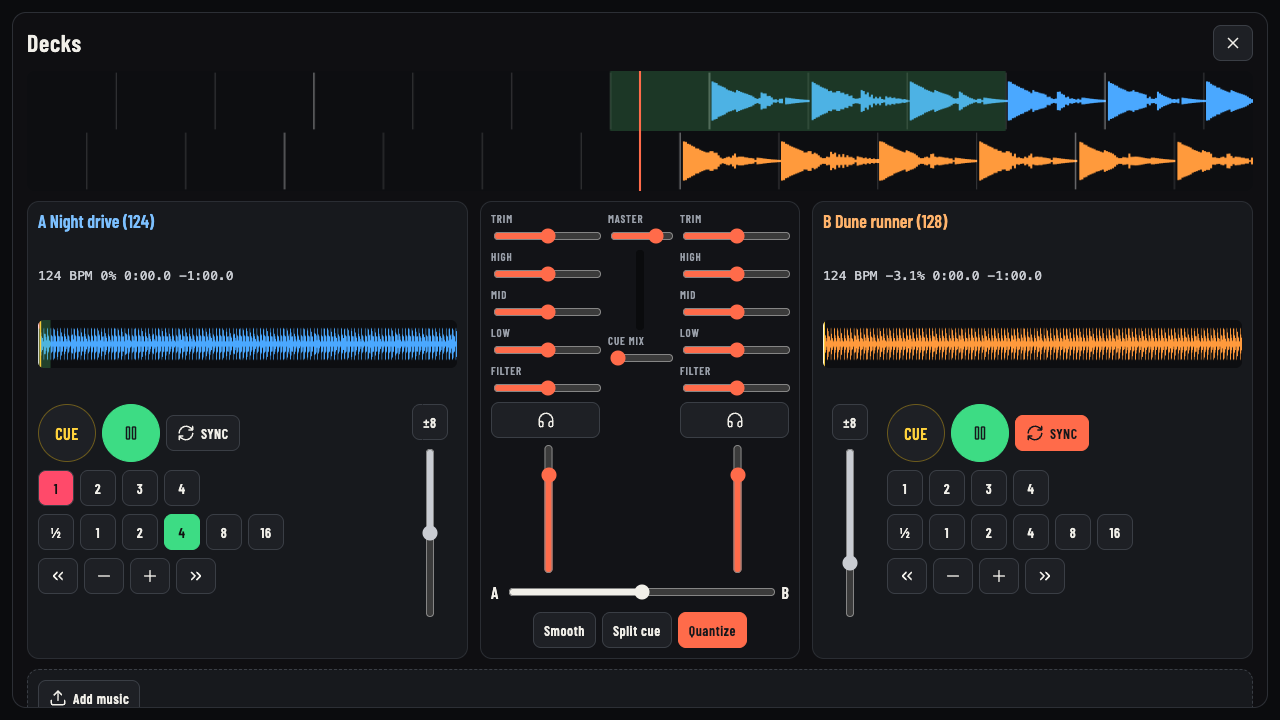 Decks
A Night drive (124)
124 BPM 0% 0:00.0 −1:00.0
CUE
SYNC
±8
1 2 3 4
½ 1 2 4 8 16
TRIM MASTER TRIM
HIGH HIGH
MID MID
LOW LOW
CUE MIX
FILTER FILTER
A B
Smooth Split cue Quantize
B Dune runner (128)
124 BPM −3.1% 0:00.0 −1:00.0
±8
CUE
SYNC
1 2 3 4
½ 1 2 4 8 16
Add music